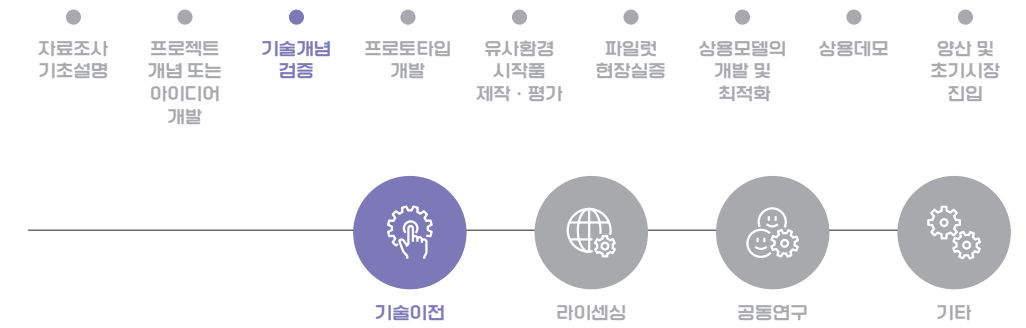 자료조사
기초설명
프로젝트
개념 또는
아이디어
개발
기술개념
검증
프로토타입
개발
유사환경
시작품
제작 · 평가
파일럿
현장실증
상용모델의
개발 및
최적화
상용데모
양산 및
초기시장
진입
기술이전
라이센싱
공동연구
기타